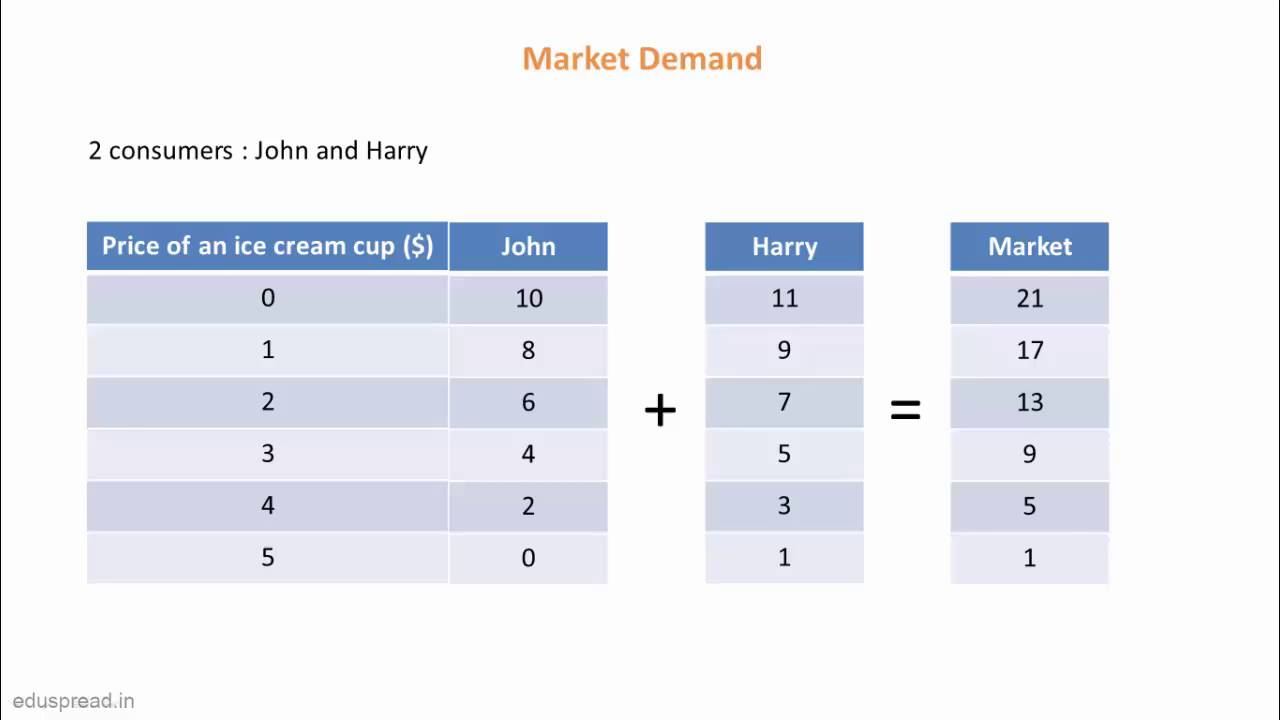 Market Demand
2 consumers : John and Harry
Price of an ice cream cup ($) John Harry Market
0 10 11 21
1 8 9 17
2 6 7 13
+ =
3 4 5 9
4 2 3 5
5 0 1 1
eduspread.in